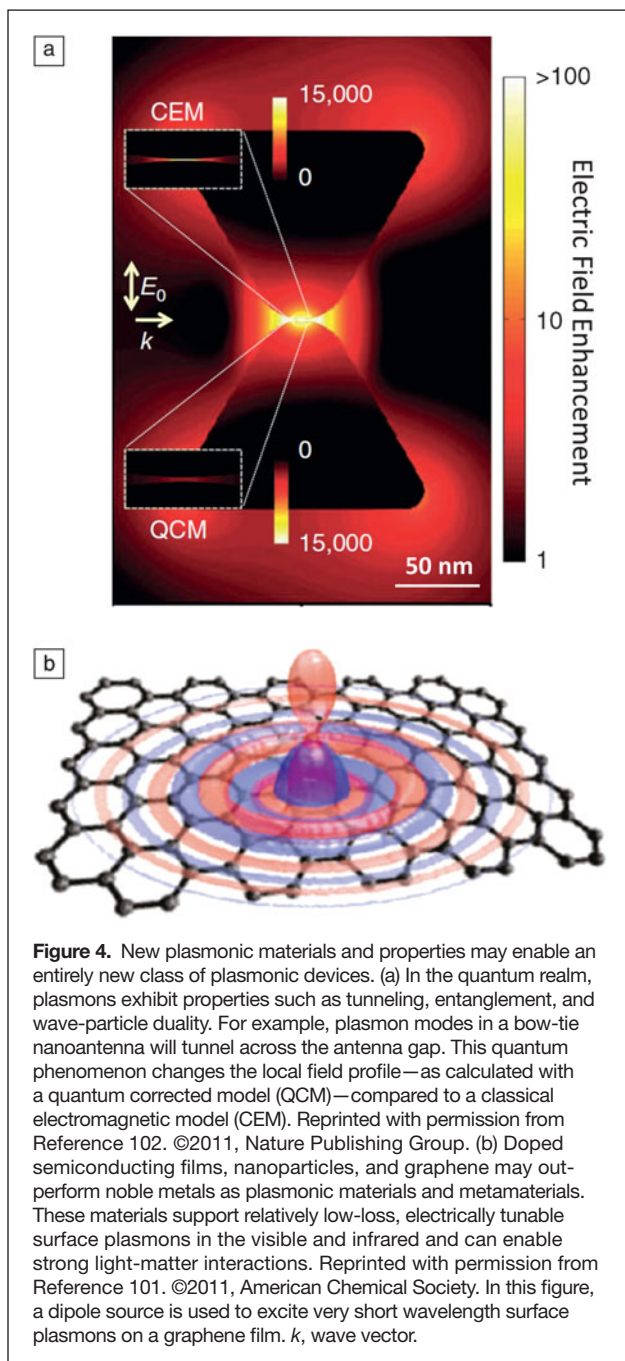 a
CEM
15,000
0
>100
E0
k
10
Electric Field Enhancement
0
QCM
15,000
50 nm
1
b
Figure 4. New plasmonic materials and properties may enable an
entirely new class of plasmonic devices. (a) In the quantum realm,
plasmons exhibit properties such as tunneling, entanglement, and
wave-particle duality. For example, plasmon modes in a bow-tie
nanoantenna will tunnel across the antenna gap. This quantum
phenomenon changes the local field profile—as calculated with
a quantum corrected model (QCM)—compared to a classical
electromagnetic model (CEM). Reprinted with permission from
Reference 102. ©2011, Nature Publishing Group. (b) Doped
semiconducting films, nanoparticles, and graphene may out-
perform noble metals as plasmonic materials and metamaterials.
These materials support relatively low-loss, electrically tunable
surface plasmons in the visible and infrared and can enable
strong light-matter interactions. Reprinted with permission from
Reference 101. ©2011, American Chemical Society. In this figure,
a dipole source is used to excite very short wavelength surface
plasmons on a graphene film. k, wave vector.